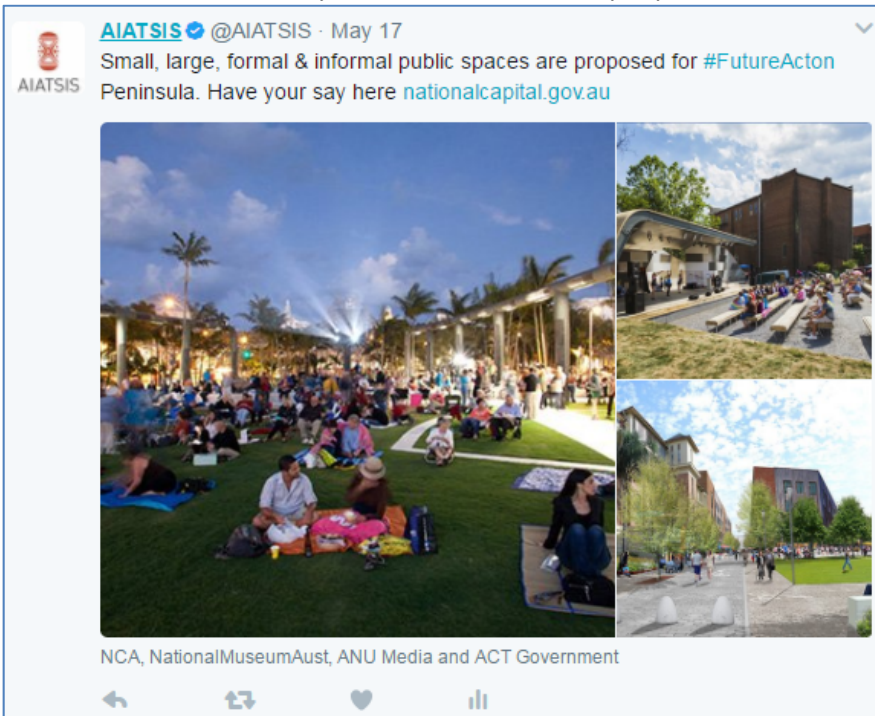 AIATSIS @AIATSIS · May 17
Small, large, formal & informal public spaces are proposed for #FutureActon
Peninsula. Have your say here nationalcapital.gov.au
AIATSIS
NCA, NationalMuseumAust, ANU Media and ACT Government